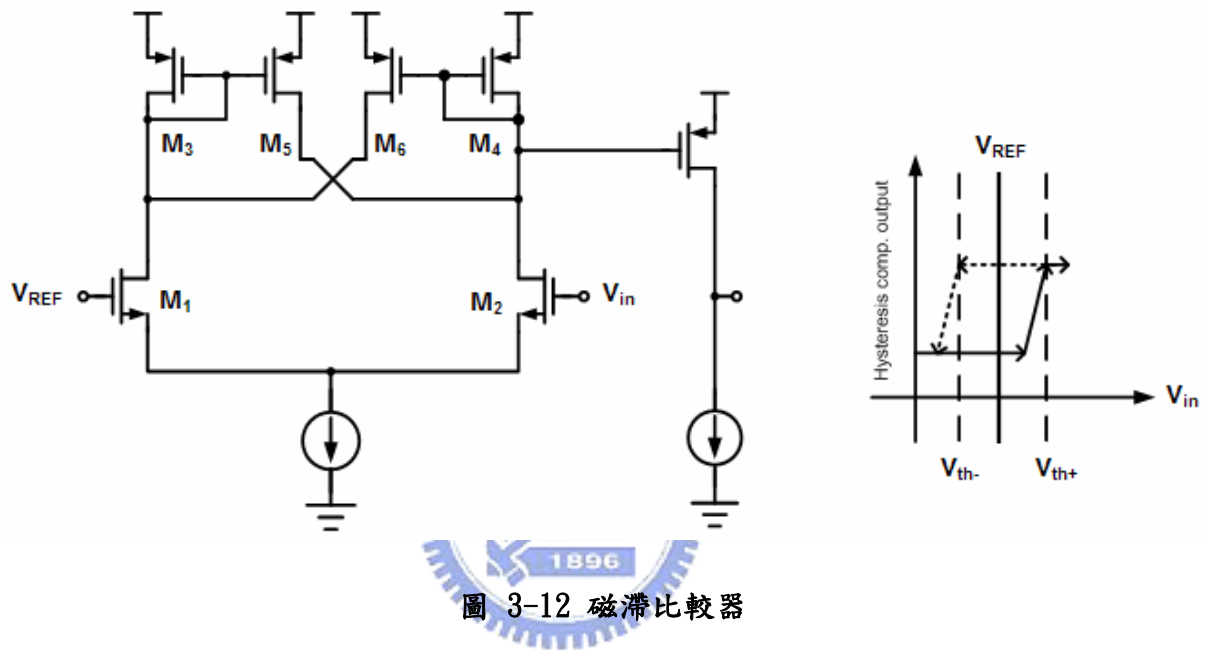 M3
M5
M6
M4
VREF
M1
M2
Vin
VREF
Hysteresis comp. output
Vin
Vth-
Vth+
1896
圖 3-12 磁滯比較器